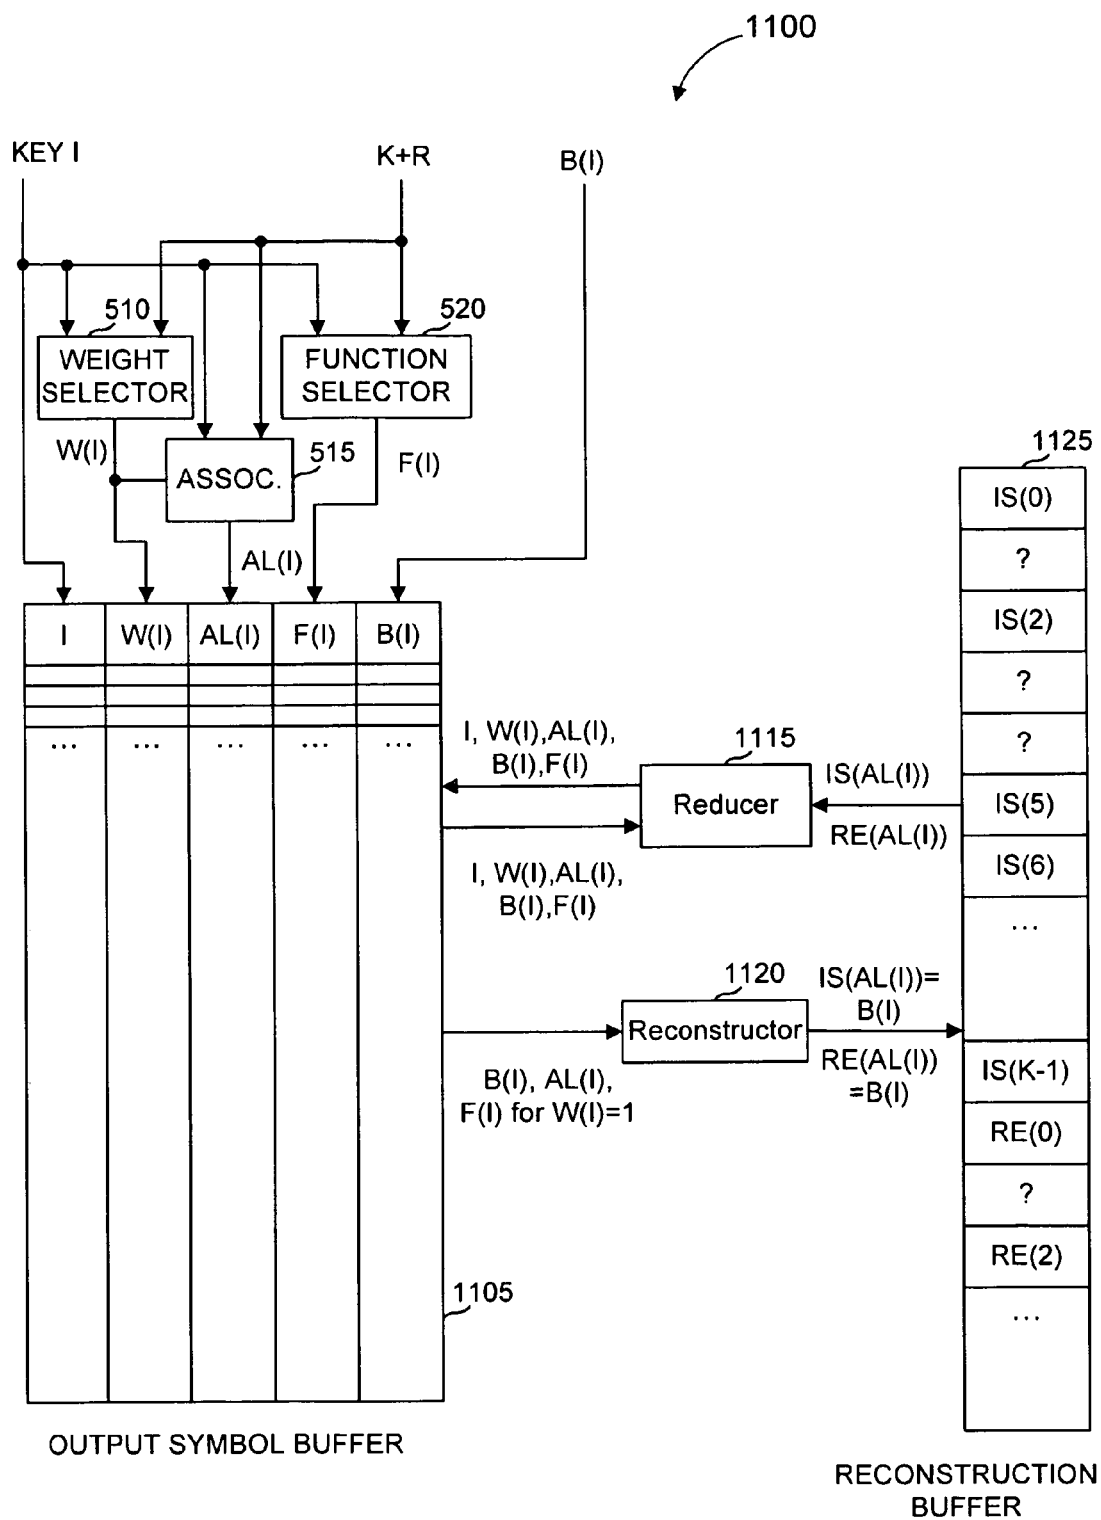 1100
KEY I
K+R
B(I)
510
520
WEIGHT
SELECTOR
FUNCTION
SELECTOR
W(I)
515
ASSOC.
F(I)
AL(I)
I
W(I)
AL(I)
F(I)
B(I)
...
...
...
...
...
1125
IS(0)
?
IS(2)
?
?
IS(5)
IS(6)
...
IS(K-1)
RE(0)
?
RE(2)
...
I, W(I),AL(I),
B(I),F(I)
1115
Reducer
IS(AL(I))
RE(AL(I))
I, W(I),AL(I),
B(I),F(I)
1120
Reconstructor
IS(AL(I))=
B(I)
RE(AL(I))
=B(I)
B(I), AL(I),
F(I) for W(I)=1
1105
OUTPUT SYMBOL BUFFER
RECONSTRUCTION
BUFFER